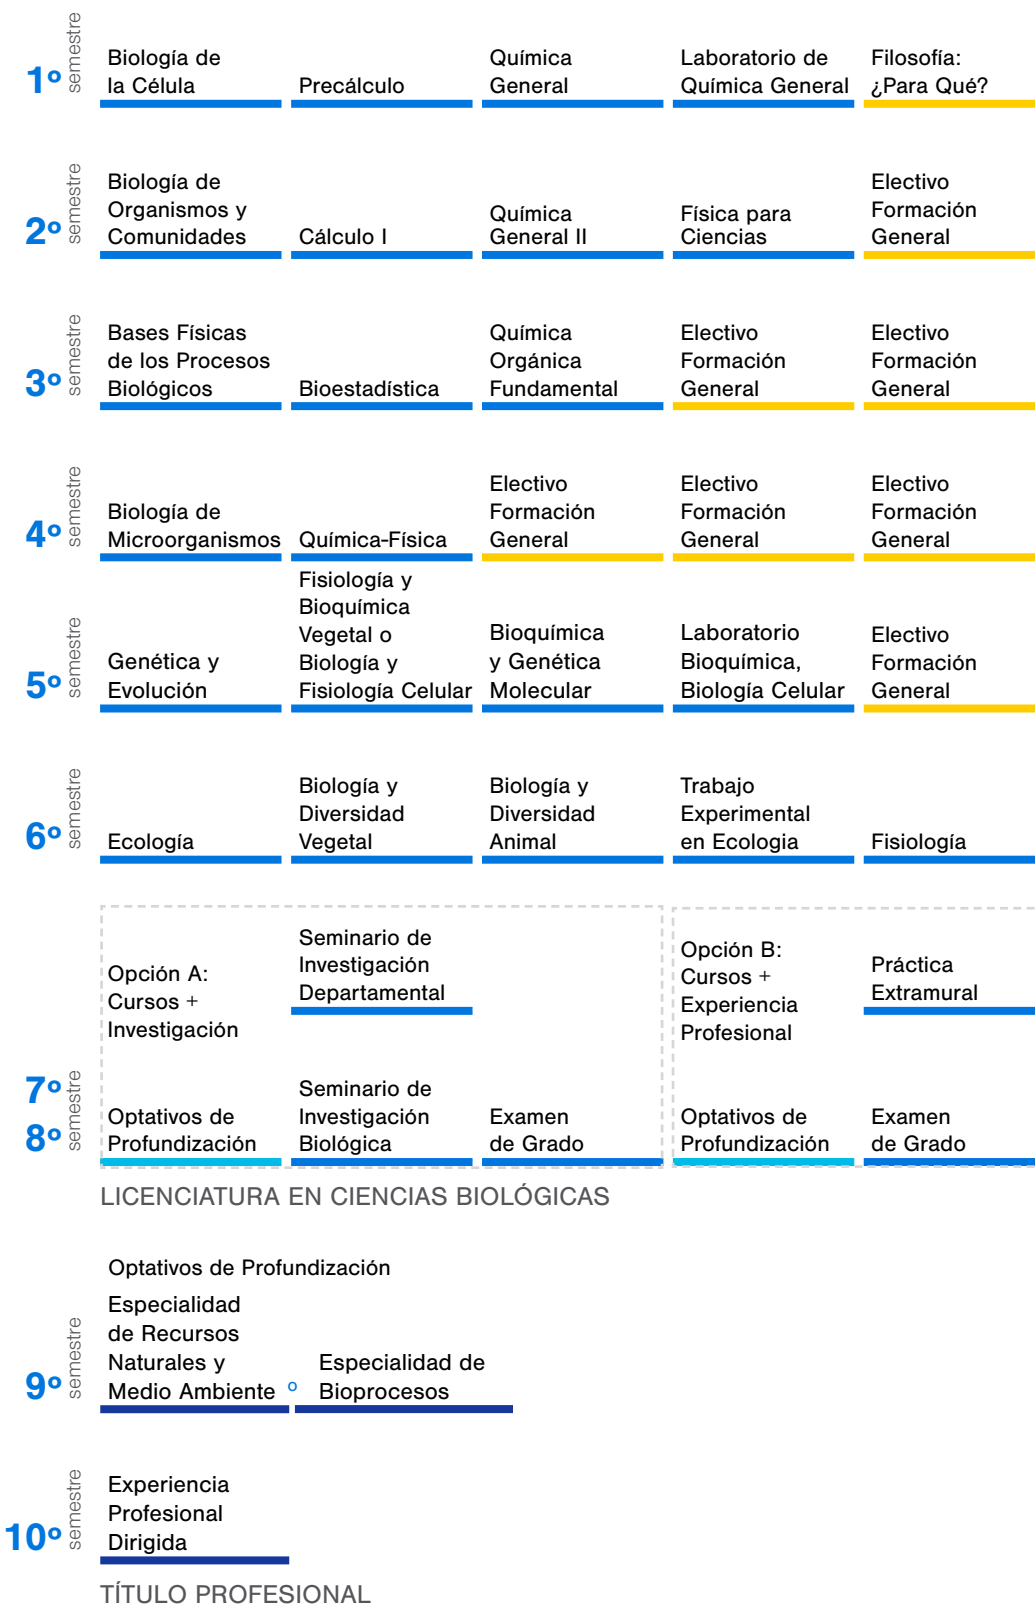 1º semestre
Biología de
la Célula
Precálculo
Química
General
Laboratorio de
Química General
Filosofía:
¿Para Qué?
2º semestre
Biología de
Organismos y
Comunidades
Cálculo I
Química
General II
Física para
Ciencias
Electivo
Formación
General
3º semestre
Bases Físicas
de los Procesos
Biológicos
Bioestadística
Química
Orgánica
Fundamental
Electivo
Formación
General
Electivo
Formación
General
4º semestre
Biología de
Microorganismos
Química-Física
Electivo
Formación
General
Electivo
Formación
General
Electivo
Formación
General
5º semestre
Genética y
Evolución
Fisiología y
Bioquímica
Vegetal o
Biología y
Fisiología Celular
Bioquímica
y Genética
Molecular
Laboratorio
Bioquímica,
Biología Celular
Electivo
Formación
General
6º semestre
Ecología
Biología y
Diversidad
Vegetal
Biología y
Diversidad
Animal
Trabajo
Experimental
en Ecologia
Fisiología
7º
8º semestre
Opción A:
Cursos +
Investigación
Seminario de
Investigación
Departamental
Optativos de
Profundización
Seminario de
Investigación
Biológica
Examen
de Grado
Opción B:
Cursos +
Experiencia
Profesional
Práctica
Extramural
Optativos de
Profundización
Examen
de Grado
LICENCIATURA EN CIENCIAS BIOLÓGICAS
Optativos de Profundización
9º semestre
Especialidad
de Recursos
Naturales y
Medio Ambiente
o
Especialidad de
Bioprocesos
10º semestre
Experiencia
Profesional
Dirigida
TÍTULO PROFESIONAL